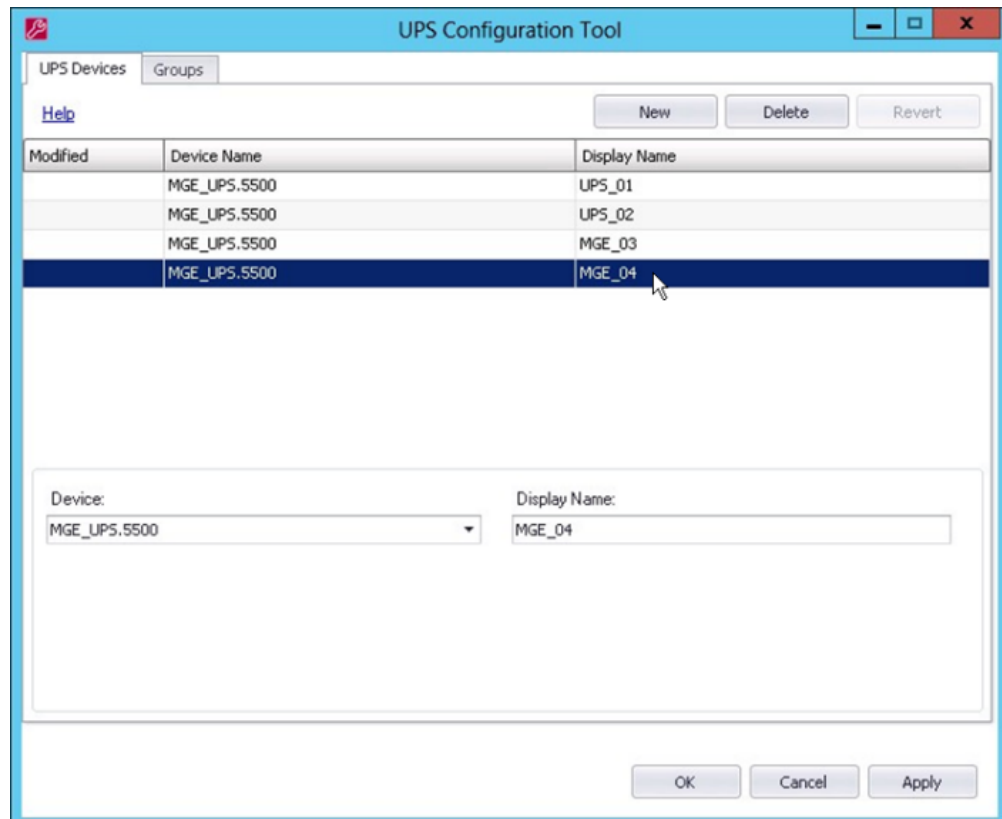 UPS Configuration Tool
UPS Devices Groups
Help New Delete Revert
Modified Device Name Display Name
MGE_UPS.5500 UPS_01
MGE_UPS.5500 UPS_02
MGE_UPS.5500 MGE_03
MGE_UPS.5500 MGE_04
Device: Display Name:
MGE_UPS.5500 MGE_04
OK Cancel Apply